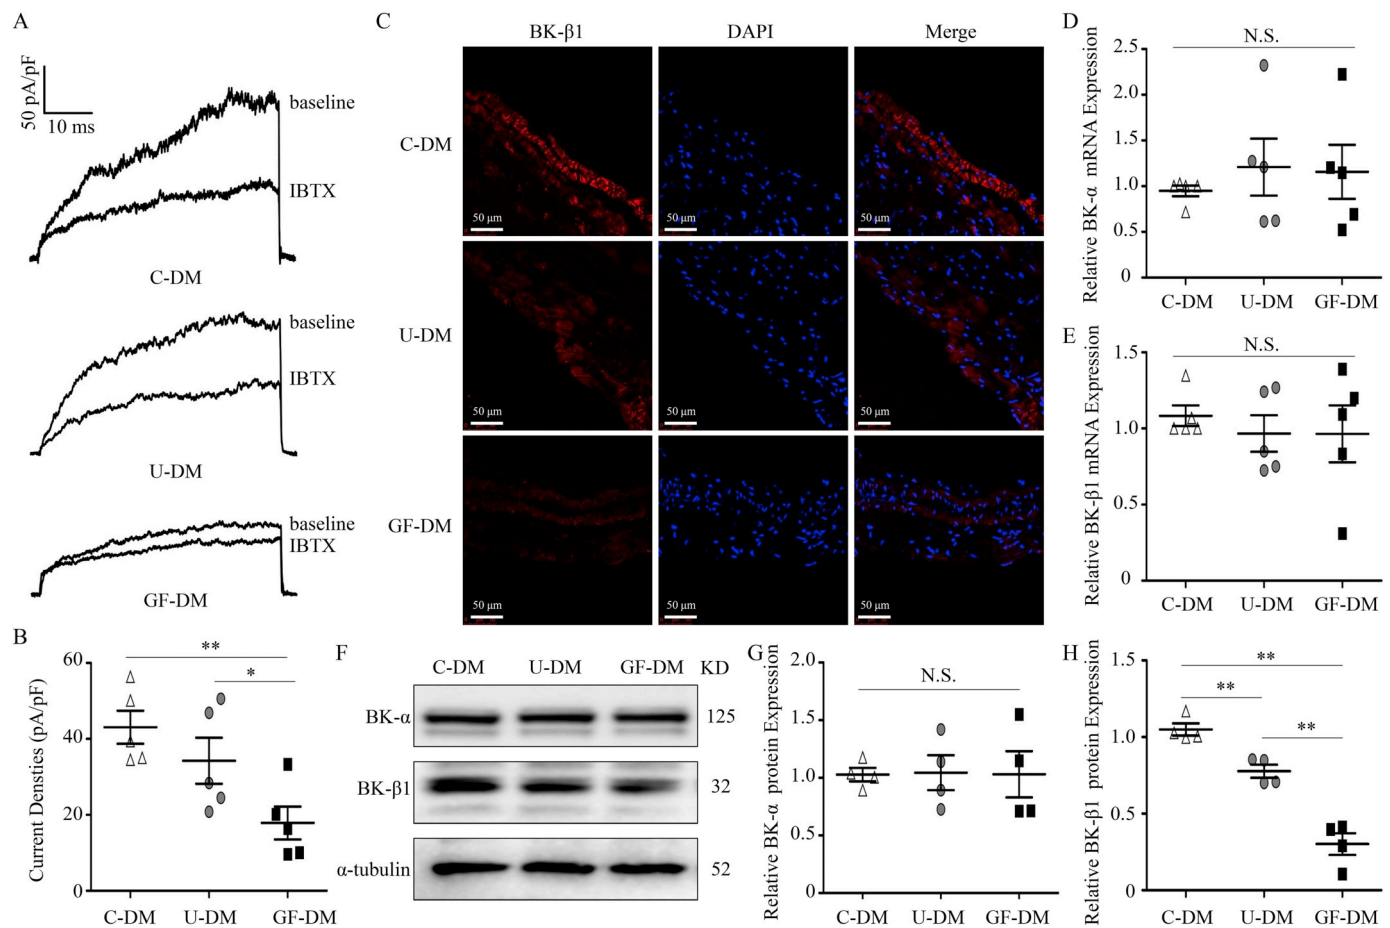 A
50 pA/pF
10 ms
baseline
IBTX
C-DM
baseline
IBTX
U-DM
baseline
IBTX
GF-DM
B
Current Densties (pA/pF)
60
40
20
0
**
*
C-DM
U-DM
GF-DM
C
BK-β1
DAPI
Merge
C-DM
50 μm
50 μm
50 μm
U-DM
50 μm
50 μm
50 μm
GF-DM
50 μm
50 μm
50 μm
D
Relative BK-α mRNA Expression
2.5
2.0
1.5
1.0
0.5
0
N.S.
C-DM
U-DM
GF-DM
E
Relative BK-β1 mRNA Expression
1.5
1.0
0.5
0
N.S.
C-DM
U-DM
GF-DM
F
C-DM
U-DM
GF-DM
KD
BK-α
125
BK-β1
32
α-tubulin
52
G
Relative BK-α protein Expression
2.0
1.5
1.0
0.5
0
N.S.
C-DM
U-DM
GF-DM
H
Relative BK-β1 protein Expression
1.5
1.0
0.5
0
**
**
**
C-DM
U-DM
GF-DM